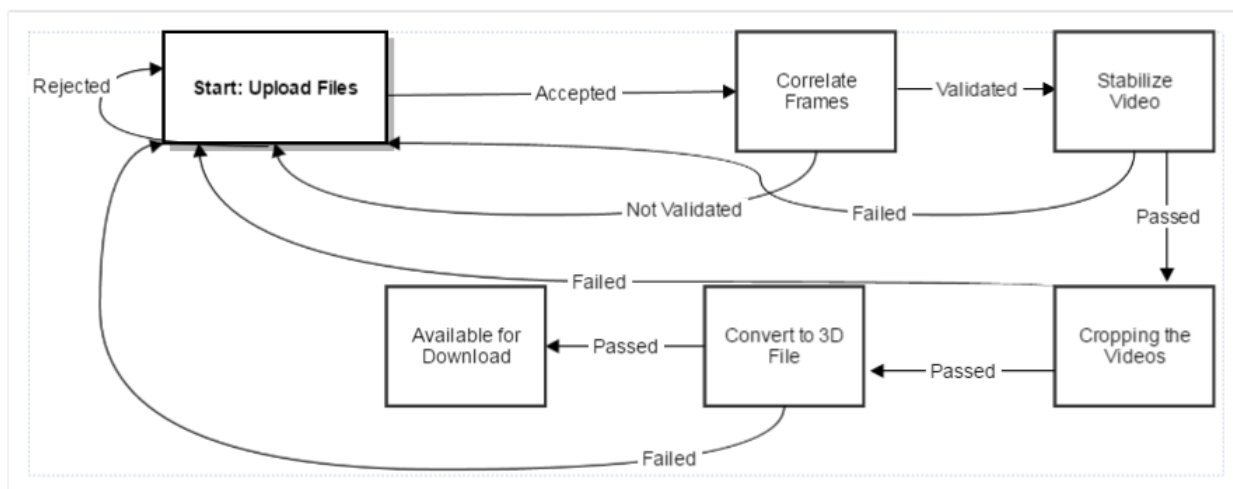 Rejected
Start: Upload Files
Accepted
Correlate
Frames
Validated
Stabilize
Video
Not Validated
Failed
Passed
Failed
Available for
Download
Passed
Convert to 3D
File
Passed
Cropping the
Videos
Failed